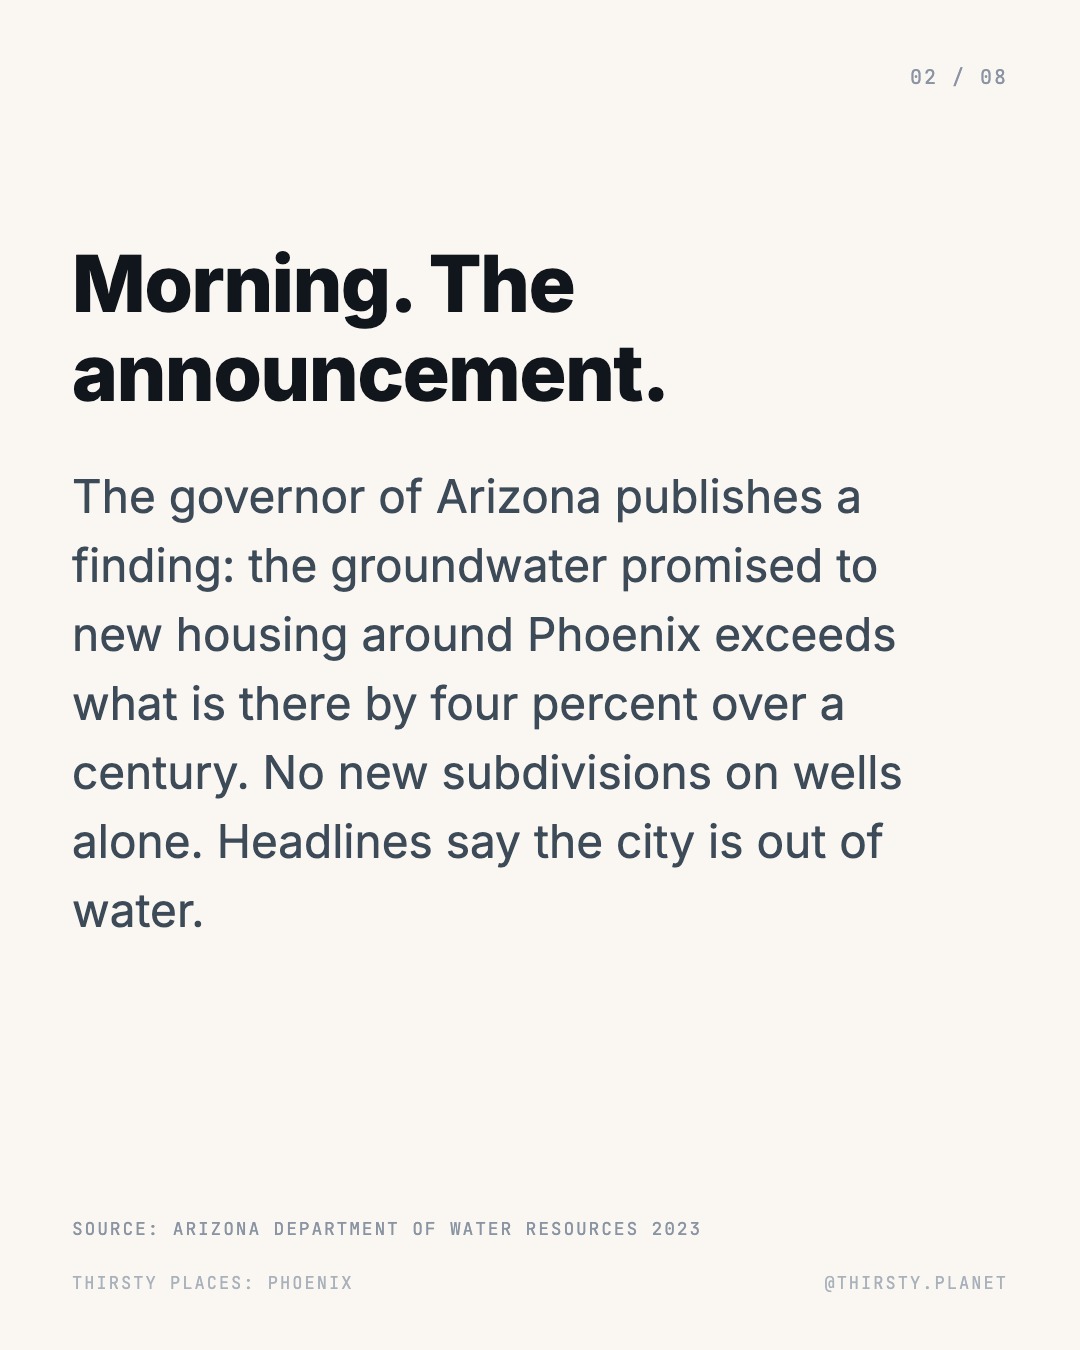 02 / 08
Morning. The
announcement.
The governor of Arizona publishes a
finding: the groundwater promised to
new housing around Phoenix exceeds
what is there by four percent over a
century. No new subdivisions on wells
alone. Headlines say the city is out of
water.
SOURCE: ARIZONA DEPARTMENT OF WATER RESOURCES 2023
THIRSTY PLACES: PHOENIX
@THIRSTY.PLANET